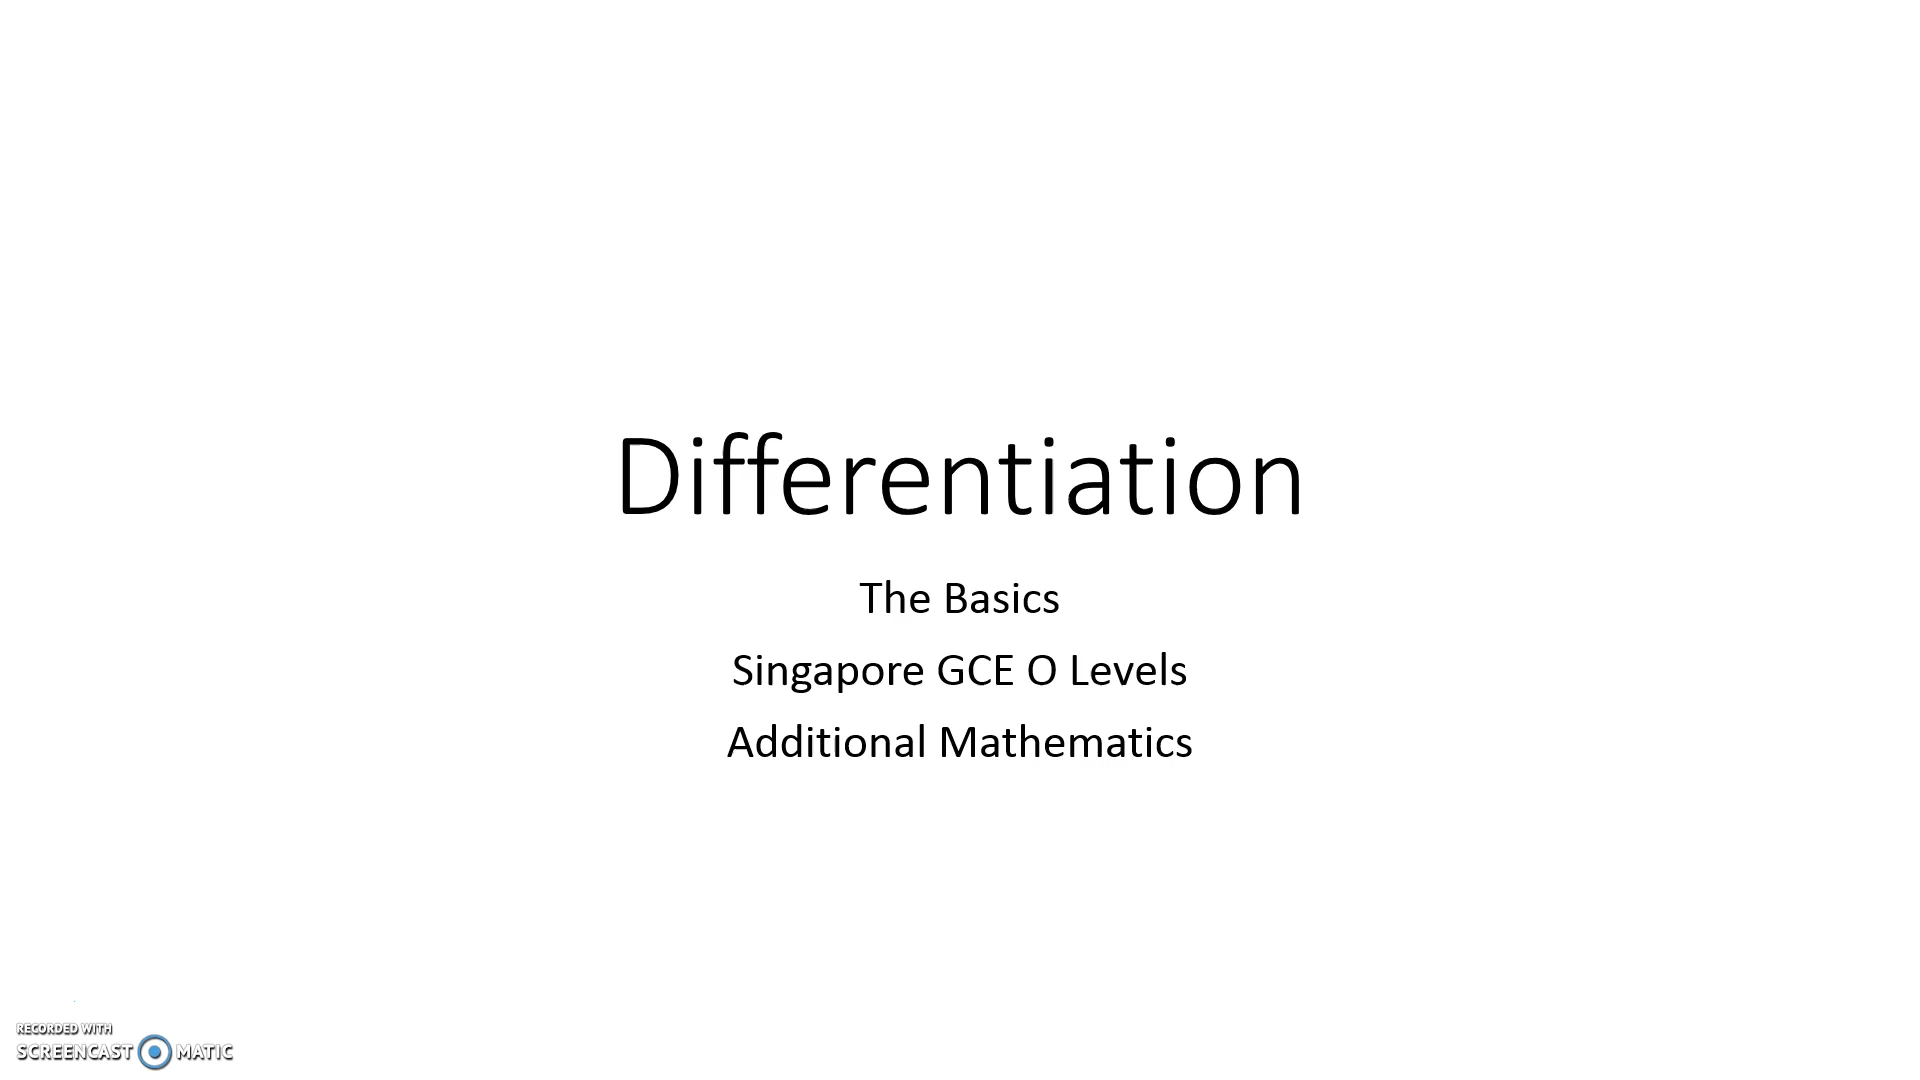 Differentiation
The Basics
Singapore GCE O Levels
Additional Mathematics
RECORDED WITH
SCREENCAST MATIC